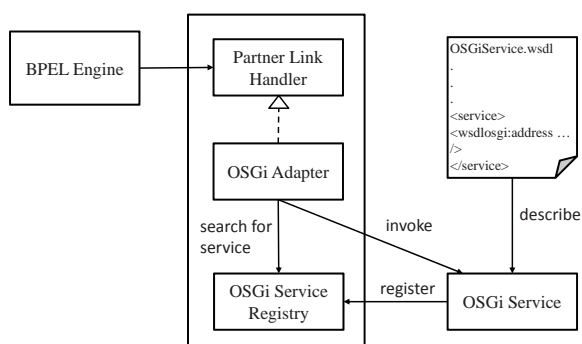 BPEL Engine
Partner Link
Handler
OSGiService.wsdl
.
.
.
<service>
<wsdlosgi:address ...
/>
</service>
OSGi Adapter
search for
service
invoke
describe
OSGi Service
Registry
register
OSGi Service